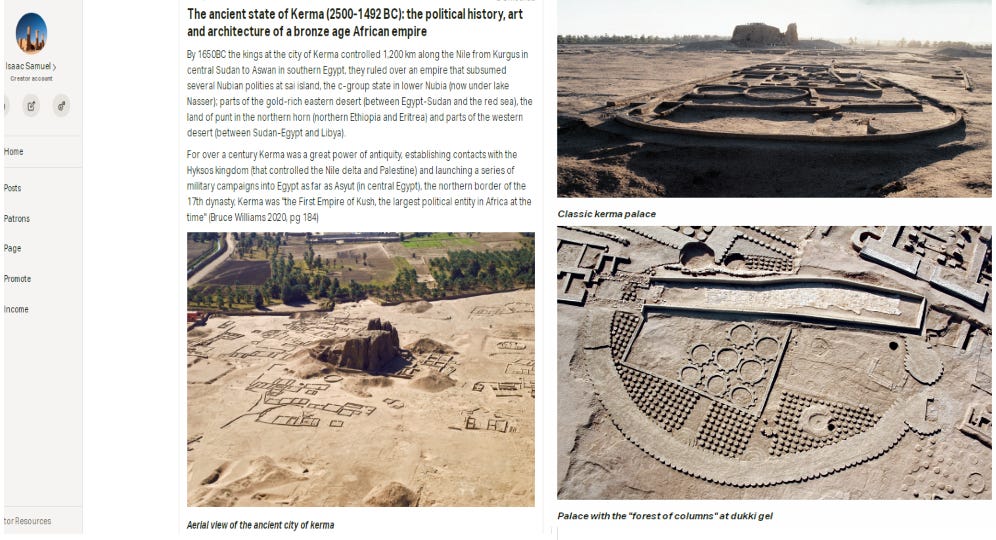 Isaac Samuel
Creator account
Home
Posts
Patrons
Page
Promote
Income
tor Resources
The ancient state of Kerma (2500-1492 BC): the political history, art
and architecture of a bronze age African empire
By 1650BC the kings at the city of Kerma controlled 1,200 km along the Nile from Kurgus in
central Sudan to Aswan in southern Egypt, they ruled over an empire that subsumed
several Nubian polities at sai island, the c-group state in lower Nubia (now under lake
Nasser); parts of the gold-rich eastern desert (between Egypt-Sudan and the red sea), the
land of punt in the northern horn (northern Ethiopia and Eritrea) and parts of the western
desert (between Sudan-Egypt and Libya).
For over a century Kerma was a great power of antiquity, establishing contacts with the
Hyksos kingdom (that controlled the Nile delta and Palestine) and launching a series of
military campaigns into Egypt as far as Asyut (in central Egypt), the northern border of the
17th dynasty, Kerma was "the First Empire of Kush, the largest political entity in Africa at the
time" (Bruce Williams 2020, pg 184)
Aerial view of the ancient city of kerma
Classic kerma palace
Palace with the "forest of columns" at dukki gel